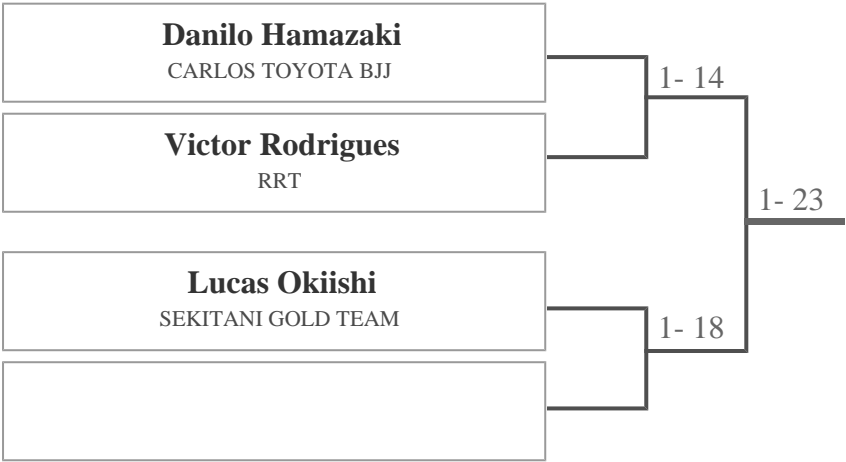 Danilo Hamazaki
CARLOS TOYOTA BJJ
1- 14
Victor Rodrigues
RRT
1- 23
Lucas Okiishi
SEKITANI GOLD TEAM
1- 18